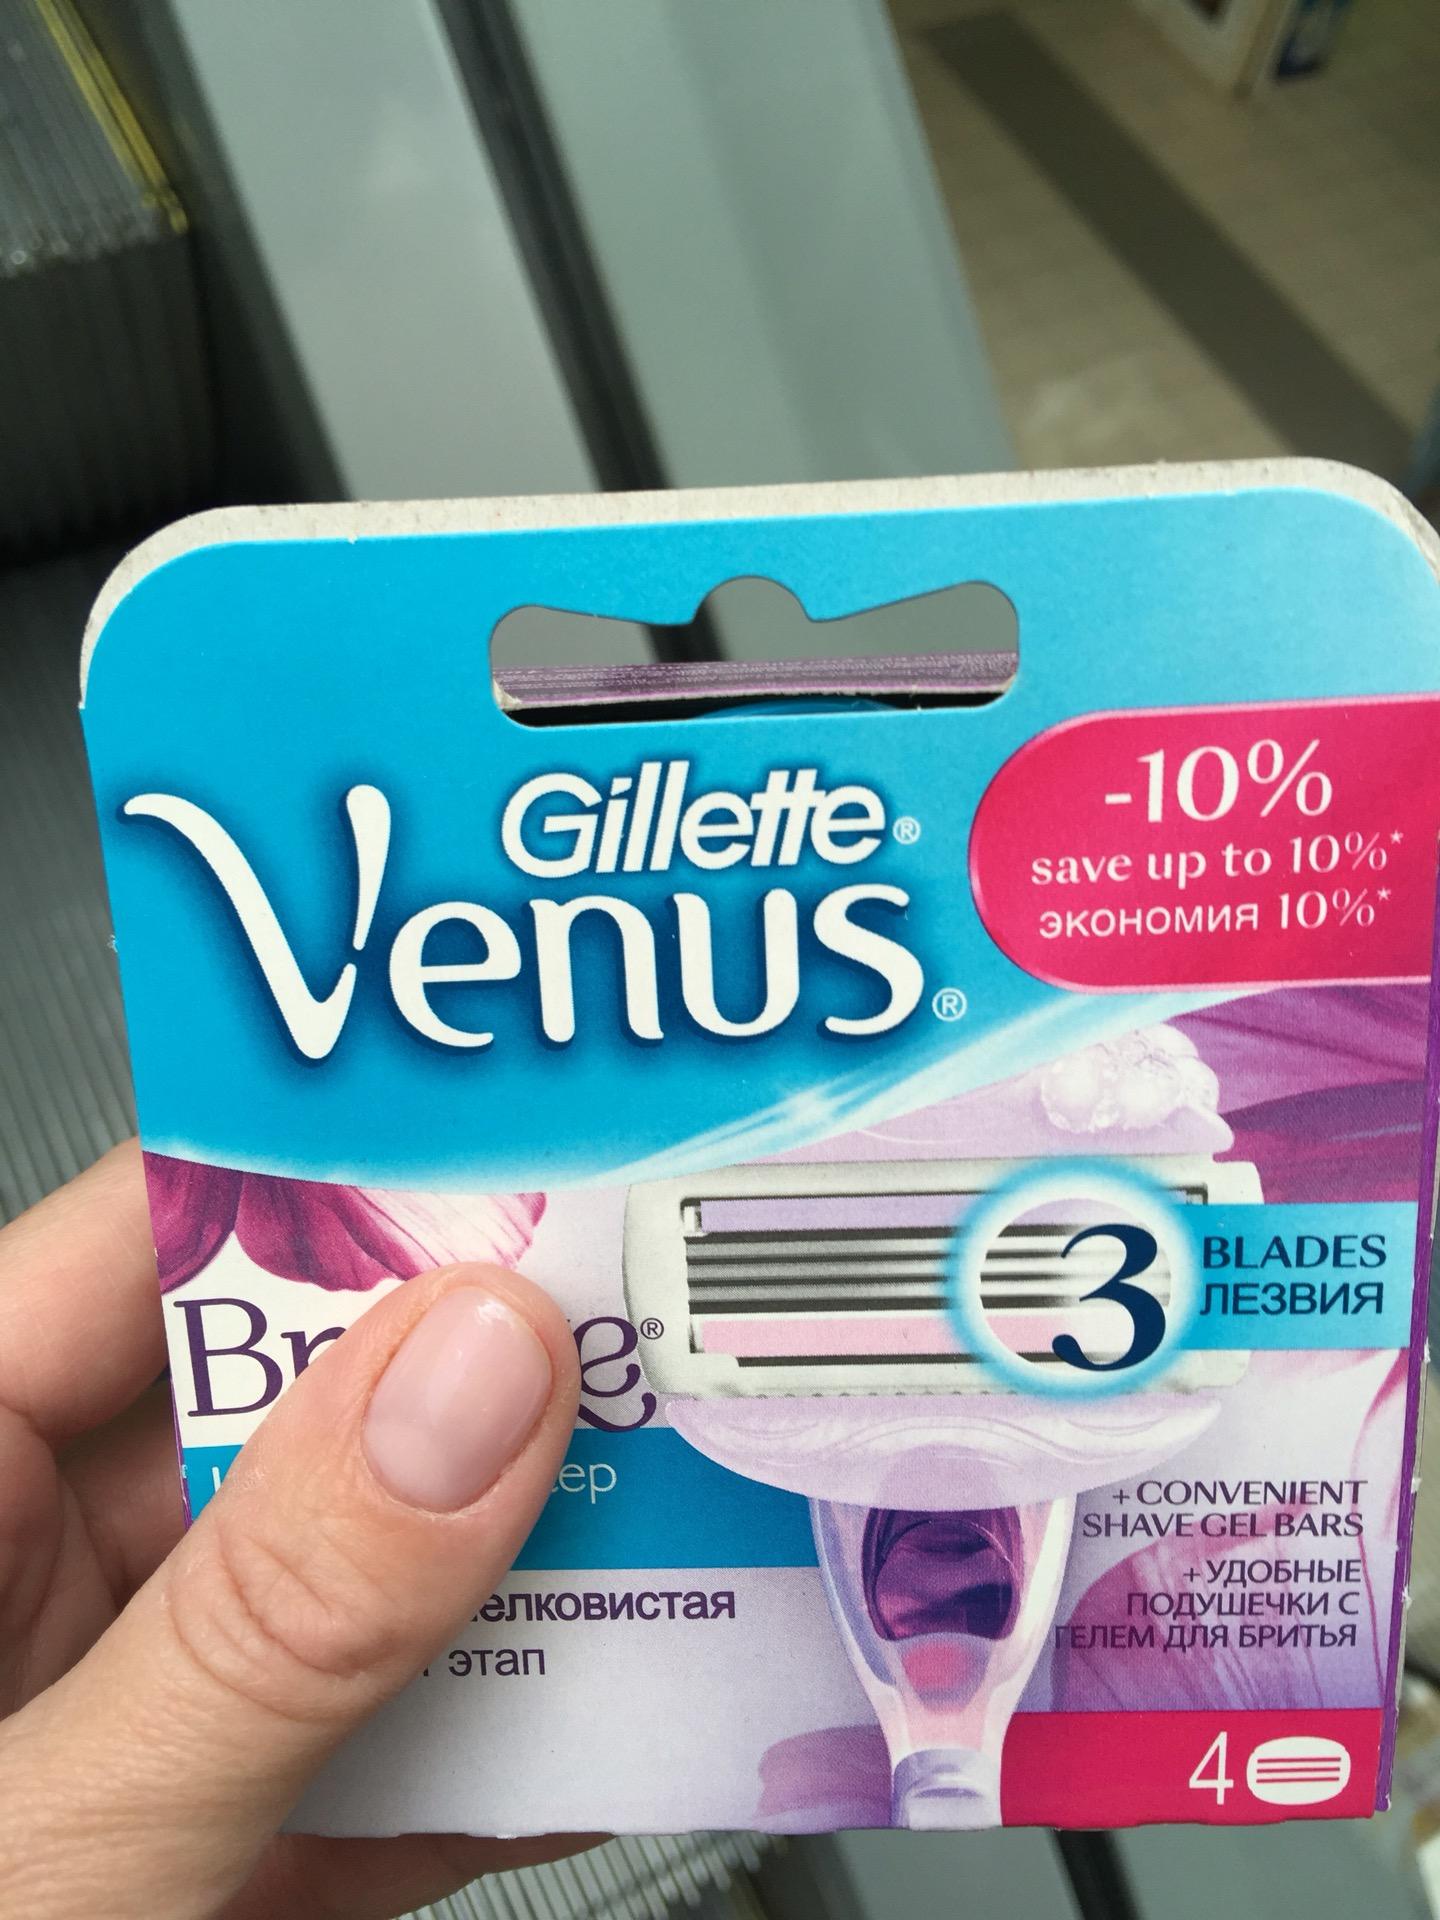 Gillette®
Venus®
-10%
save up to 10%*
экономия 10%*
3 BLADES
ЛЕЗВИЯ
+ CONVENIENT
SHAVE GEL BARS
+ УДОБНЫЕ
ПОДУШЕЧКИ С
ГЕЛЕМ ДЛЯ БРИТЬЯ
этап
4